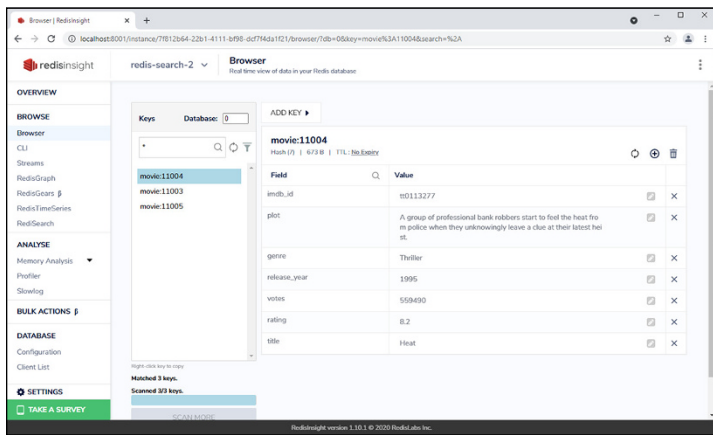 Browser | RedisInsight
localhost:8001/instance/7f812b64-22b1-4111-bf98-dcf7f4da1f21/browser/?db=0&key=movie%3A11004&search=%2A
redisinsight
redis-search-2
Browser
Real time view of data in your Redis database
OVERVIEW
BROWSE
Browser
CLI
Streams
RedisGraph
RedisGears β
RedisTimeSeries
RediSearch
ANALYSE
Memory Analysis
Profiler
Slowlog
BULK ACTIONS β
DATABASE
Configuration
Client List
SETTINGS
TAKE A SURVEY
Keys Database: 0
*
movie:11004
movie:11003
movie:11005
Right-click key to copy
Matched 3 keys.
Scanned 3/3 keys.
SCAN MORE
ADD KEY
movie:11004
Hash (7) | 673 B | TTL: No Expiry
Field Value
imdb_id tt0113277
plot A group of professional bank robbers start to feel the heat fro
m police when they unknowingly leave a clue at their latest hei
st.
genre Thriller
release_year 1995
votes 559490
rating 8.2
title Heat
RedisInsight version 1.10.1 © 2020 RedisLabs Inc.